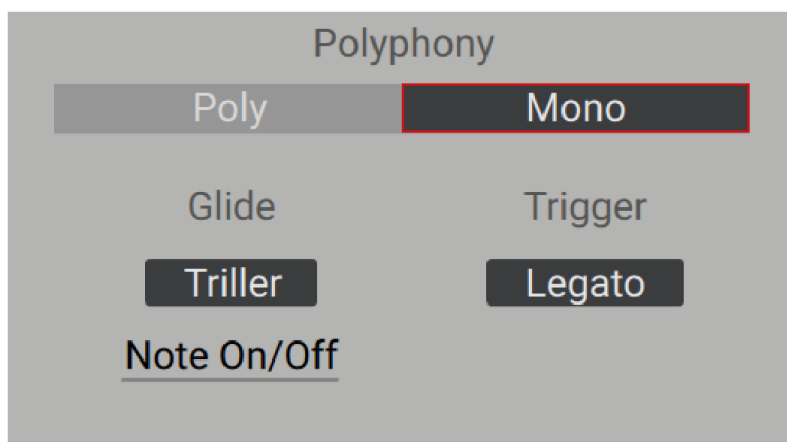 Polyphony
Poly Mono
Glide Trigger
Triller Legato
Note On/Off